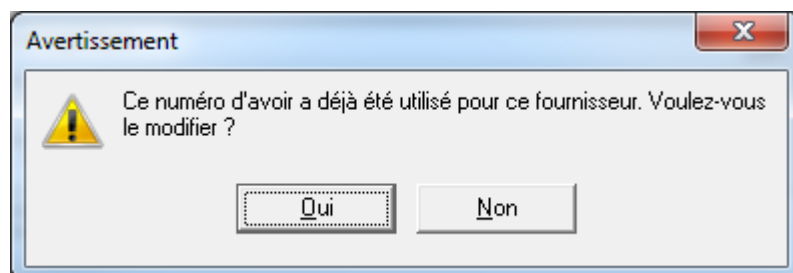 Avertissement
Ce numéro d'avoir a déjà été utilisé pour ce fournisseur. Voulez-vous
le modifier ?
Oui
Non